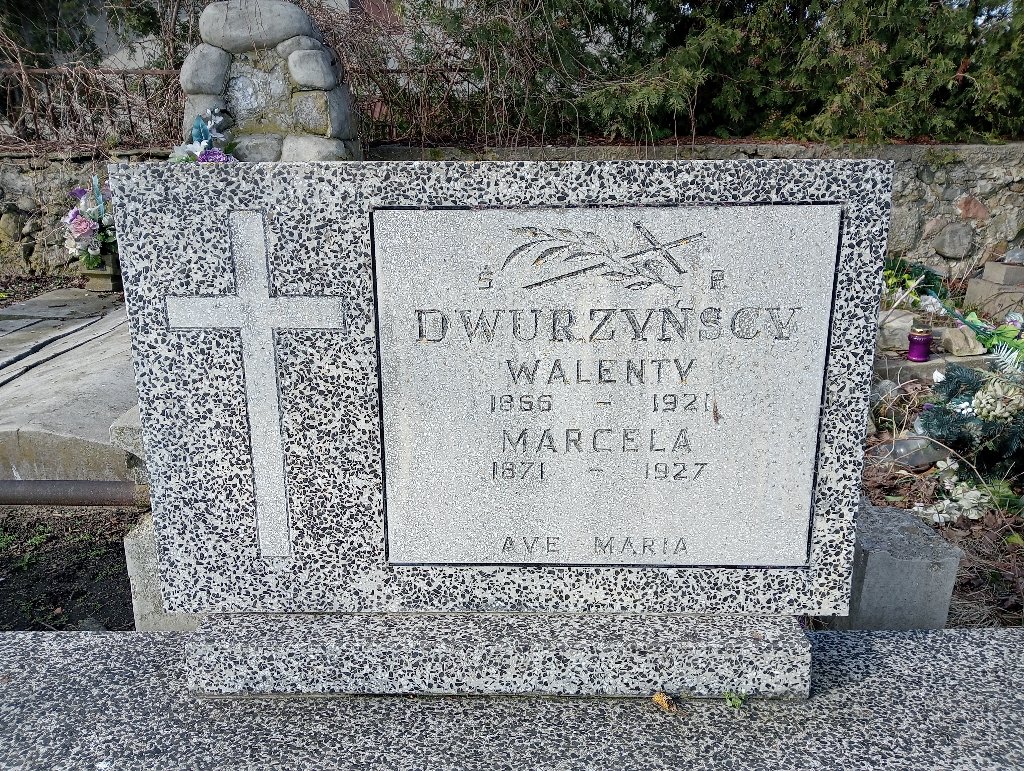 Ś P.
DWURZYŃSCY
WALENTY
1866 - 1921
MARCELA
1871 - 1927
AVE MARIA